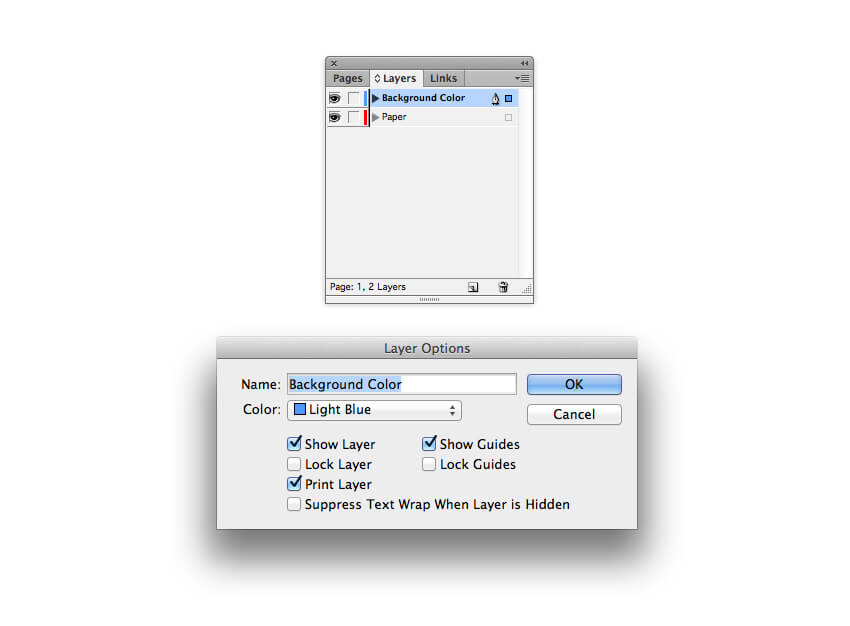 Pages Layers Links
Background Color
Paper
Page: 1, 2 Layers
Layer Options
Name: Background Color OK
Color: Light Blue Cancel
Show Layer Show Guides
Lock Layer Lock Guides
Print Layer
Suppress Text Wrap When Layer is Hidden